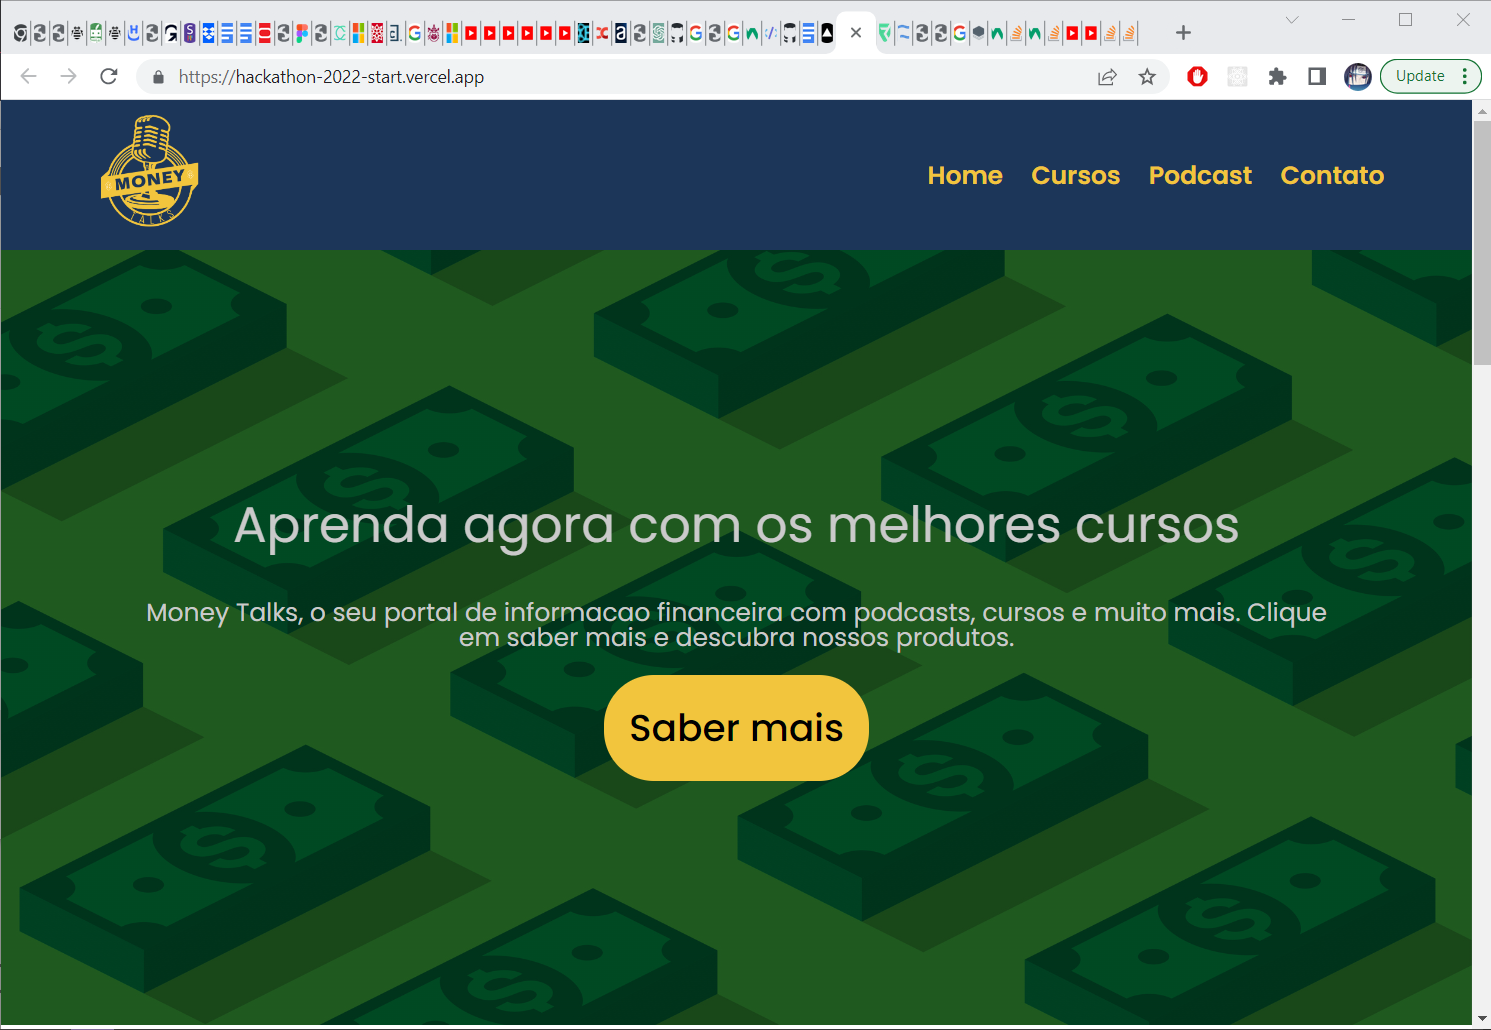 https://hackathon-2022-start.vercel.app
Update
MONEY
TALKS
Home Cursos Podcast Contato
Aprenda agora com os melhores cursos
Money Talks, o seu portal de informacao financeira com podcasts, cursos e muito mais. Clique
em saber mais e descubra nossos produtos.
Saber mais